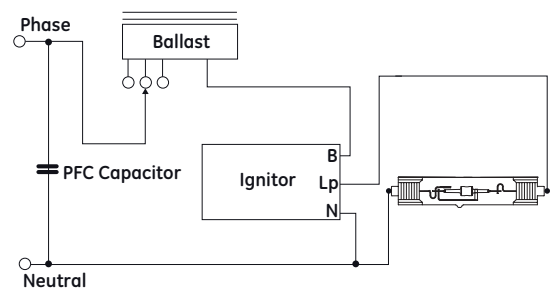 Phase
Ballast
B
PFC Capacitor
Ignitor
Lp
N
Neutral